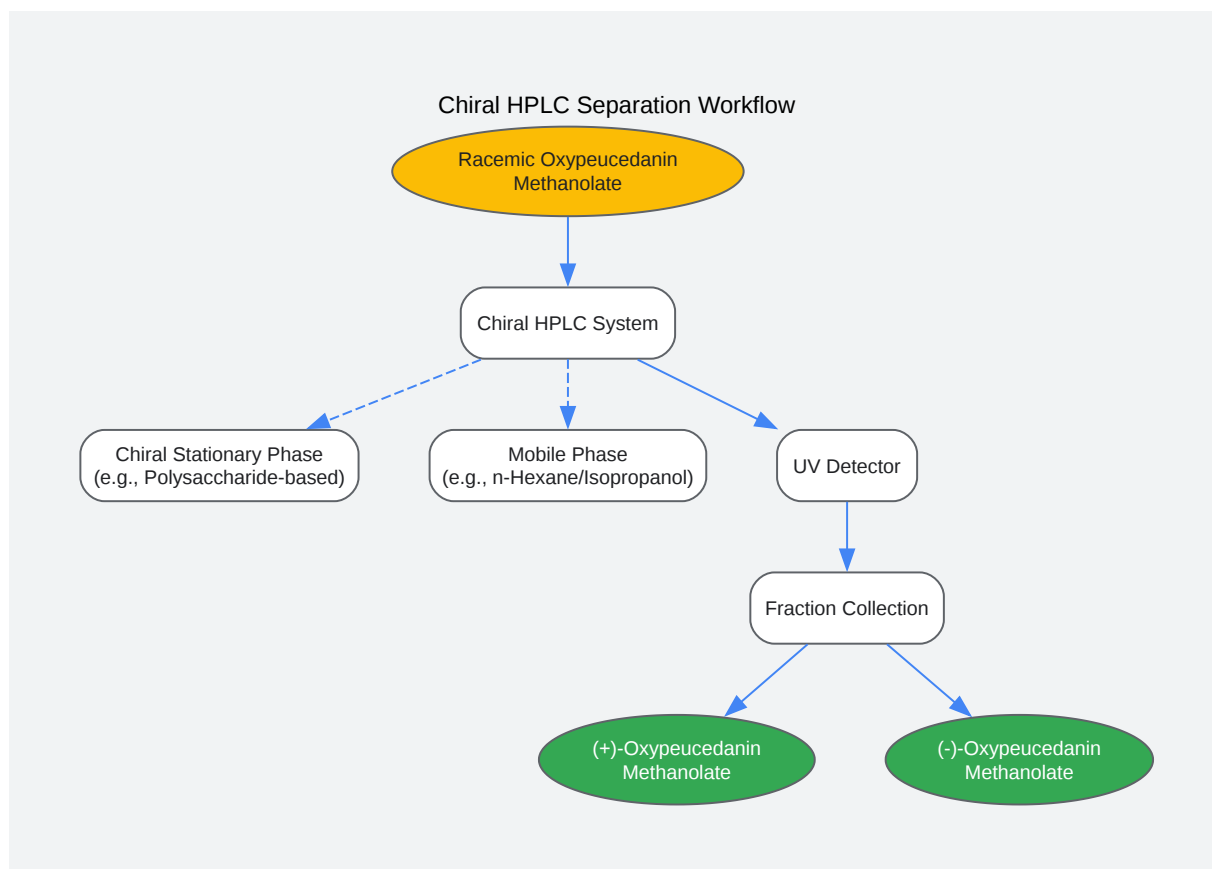 Chiral HPLC Separation Workflow
Racemic Oxypeucedanin
Methanolate
Chiral HPLC System
Chiral Stationary Phase
(e.g., Polysaccharide-based)
Mobile Phase
(e.g., n-Hexane/Isopropanol)
UV Detector
Fraction Collection
(+)-Oxypeucedanin
Methanolate
(-)-Oxypeucedanin
Methanolate